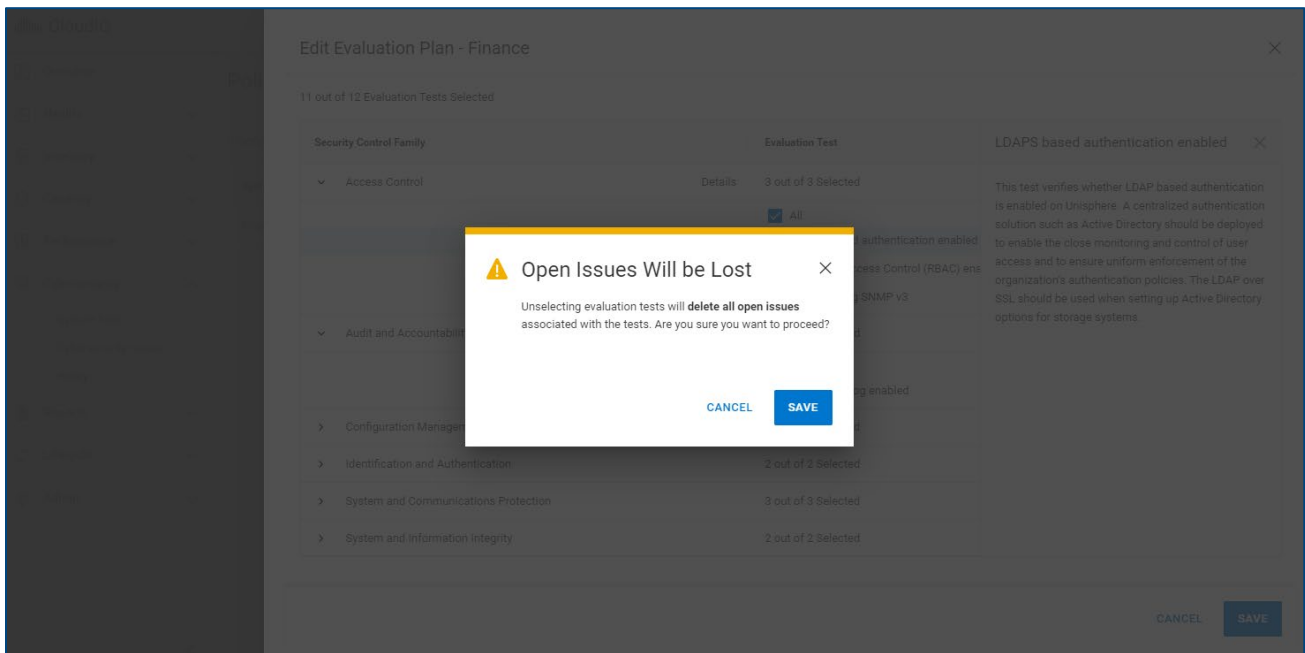 CloudIQ
Edit Evaluation Plan - Finance
11 out of 12 Evaluation Tests Selected
Security Control Family
Evaluation Test
LDAPS based authentication enabled
Access Control
Details
3 out of 3 Selected
This test verifies whether LDAP based authentication
is enabled on Unisphere. A centralized authentication
solution such as Active Directory should be deployed
to enable the close monitoring and control of user
access and to ensure uniform enforcement of the
organization's authentication policies. The LDAP over
SSL should be used when setting up Active Directory
options for storage systems.
All
authentication enabled
Access Control (RBAC) ena
SNMP v3
Open Issues Will be Lost
Unselecting evaluation tests will delete all open issues
associated with the tests. Are you sure you want to proceed?
CANCEL
SAVE
Audit and Accountabilit
enabled
Configuration Manager
Identification and Authentication
2 out of 2 Selected
System and Communications Protection
3 out of 3 Selected
System and Information Integrity
2 out of 2 Selected
CANCEL
SAVE